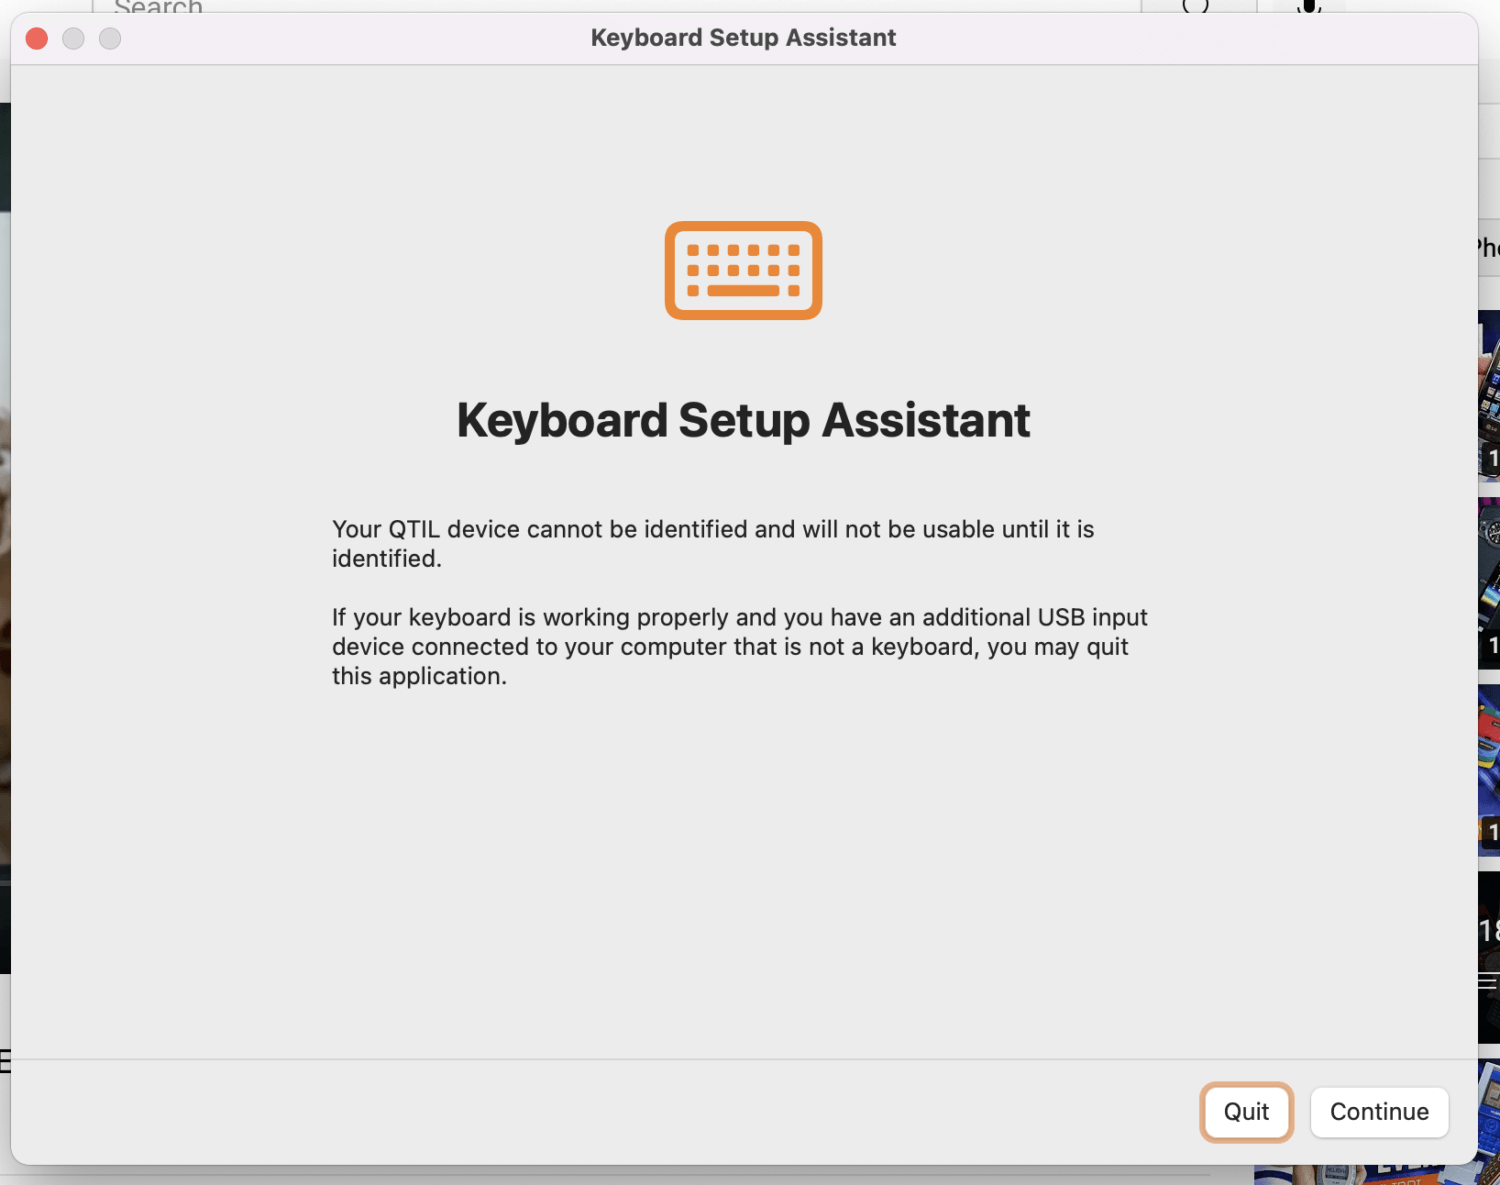 Search
Keyboard Setup Assistant
Keyboard Setup Assistant
Your QTIL device cannot be identified and will not be usable until it is
identified.
If your keyboard is working properly and you have an additional USB input
device connected to your computer that is not a keyboard, you may quit
this application.
Quit
Continue